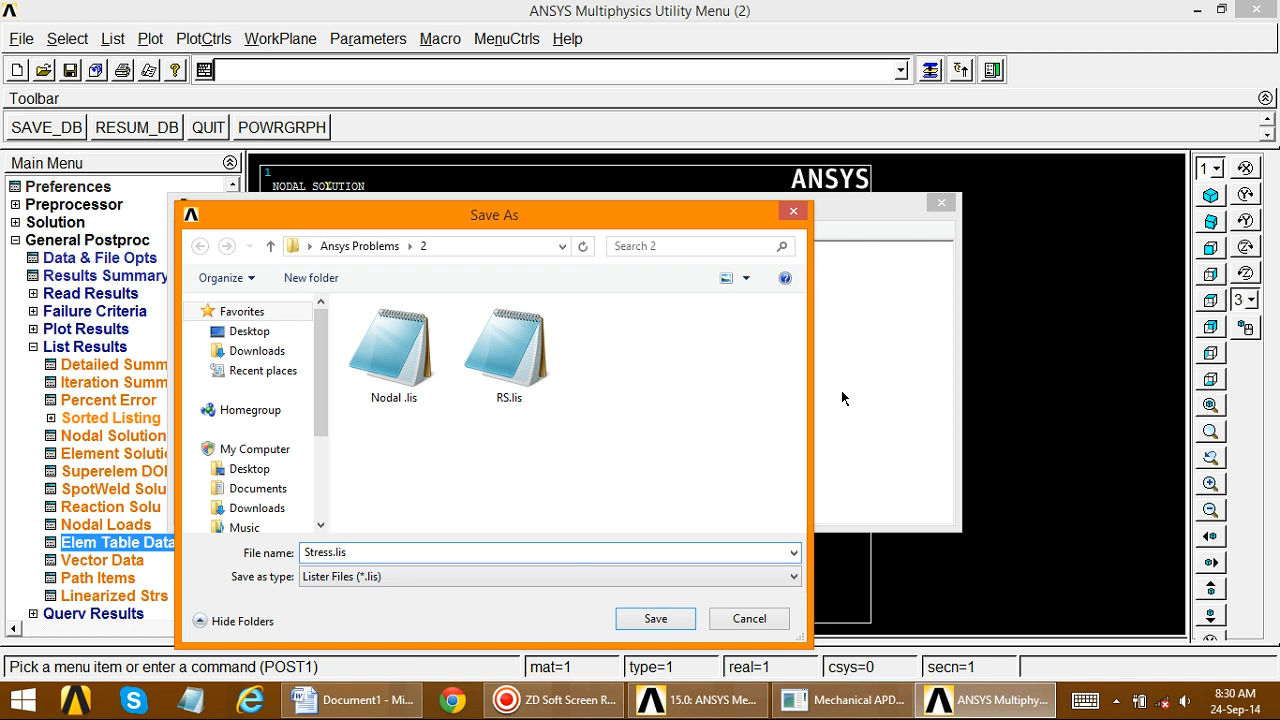 ANSYS Multiphysics Utility Menu (2)
File Select List Plot PlotCtrls WorkPlane Parameters Macro MenuCtrls Help
Toolbar
SAVE_DB RESUM_DB QUIT POWRGRPH
Main Menu
Preferences
Preprocessor
Solution
General Postproc
Data & File Opts
Results Summary
Read Results
Failure Criteria
Plot Results
List Results
Detailed Summ
Iteration Summ
Percent Error
Sorted Listing
Nodal Solution
Element Soluti
Superelem DO
SpotWeld Solu
Reaction Solu
Nodal Loads
Elem Table Data
Vector Data
Path Items
Linearized Strs
Query Results
1
NODAL SOLUTION
ANSYS
Save As
Ansys Problems 2
Search 2
Organize New folder
Favorites
Desktop
Downloads
Recent places
Homegroup
My Computer
Desktop
Documents
Downloads
Music
Nodal .lis
RS.lis
File name: Stress.lis
Save as type: Lister Files (*.lis)
Hide Folders
Save Cancel
1
3
Pick a menu item or enter a command (POST1)
mat=1 type=1 real=1 csys=0 secn=1
Document1 - Mi...
ZD Soft Screen R...
15.0: ANSYS Me...
Mechanical APD...
ANSYS Multiphy...
8:30 AM
24-Sep-14